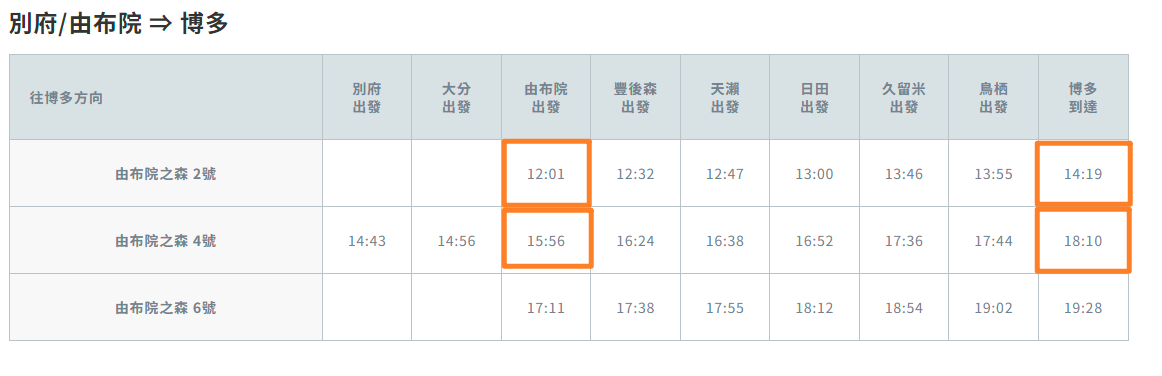 別府/由布院 ⇒ 博多
往博多方向 別府出發 大分出發 由布院出發 豐後森出發 天瀨出發 日田出發 久留米出發 鳥栖出發 博多到達
由布院之森 2號 12:01 12:32 12:47 13:00 13:46 13:55 14:19
由布院之森 4號 14:43 14:56 15:56 16:24 16:38 16:52 17:36 17:44 18:10
由布院之森 6號 17:11 17:38 17:55 18:12 18:54 19:02 19:28